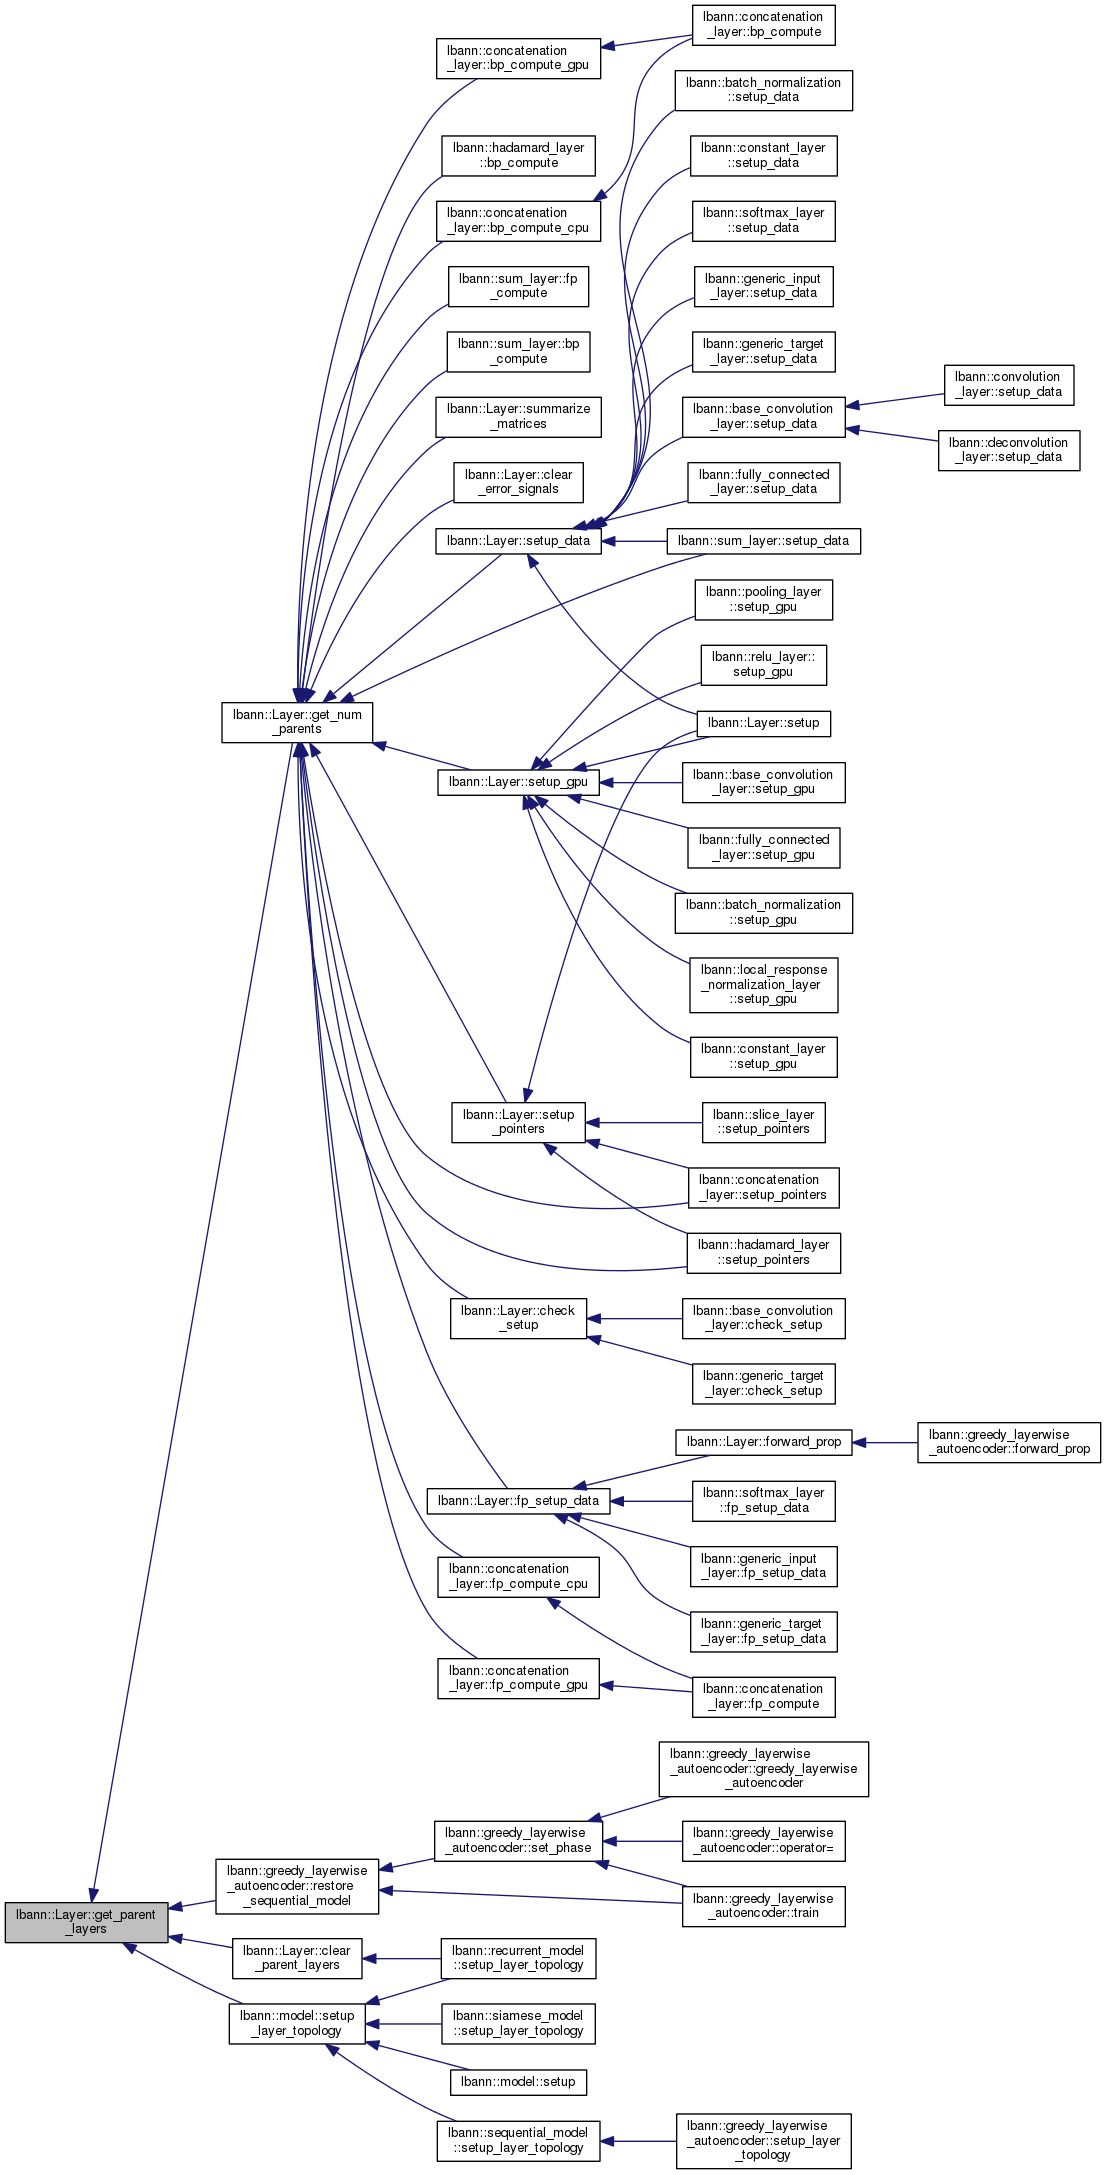 lbann::concatenation
_layer::bp_compute
lbann::concatenation
_layer::bp_compute_gpu
lbann::batch_normalization
::setup_data
lbann::hadamard_layer
::bp_compute
lbann::constant_layer
::setup_data
lbann::concatenation
_layer::bp_compute_cpu
lbann::softmax_layer
::setup_data
lbann::sum_layer::fp
_compute
lbann::generic_input
_layer::setup_data
lbann::sum_layer::bp
_compute
lbann::generic_target
_layer::setup_data
lbann::convolution
_layer::setup_data
lbann::Layer::summarize
_matrices
lbann::base_convolution
_layer::setup_data
lbann::deconvolution
_layer::setup_data
lbann::Layer::clear
_error_signals
lbann::fully_connected
_layer::setup_data
lbann::Layer::setup_data
lbann::sum_layer::setup_data
lbann::pooling_layer
::setup_gpu
lbann::relu_layer::
setup_gpu
lbann::Layer::get_num
_parents
lbann::Layer::setup
lbann::Layer::setup_gpu
lbann::base_convolution
_layer::setup_gpu
lbann::fully_connected
_layer::setup_gpu
lbann::batch_normalization
::setup_gpu
lbann::local_response
_normalization_layer
::setup_gpu
lbann::constant_layer
::setup_gpu
lbann::Layer::setup
_pointers
lbann::slice_layer
::setup_pointers
lbann::concatenation
_layer::setup_pointers
lbann::hadamard_layer
::setup_pointers
lbann::Layer::check
_setup
lbann::base_convolution
_layer::check_setup
lbann::generic_target
_layer::check_setup
lbann::Layer::forward_prop
lbann::greedy_layerwise
_autoencoder::forward_prop
lbann::Layer::fp_setup_data
lbann::softmax_layer
::fp_setup_data
lbann::generic_input
_layer::fp_setup_data
lbann::concatenation
_layer::fp_compute_cpu
lbann::generic_target
_layer::fp_setup_data
lbann::concatenation
_layer::fp_compute_gpu
lbann::concatenation
_layer::fp_compute
lbann::greedy_layerwise
_autoencoder::greedy_layerwise
_autoencoder
lbann::greedy_layerwise
_autoencoder::set_phase
lbann::greedy_layerwise
_autoencoder::operator=
lbann::greedy_layerwise
_autoencoder::restore
_sequential_model
lbann::greedy_layerwise
_autoencoder::train
lbann::Layer::get_parent
_layers
lbann::Layer::clear
_parent_layers
lbann::recurrent_model
::setup_layer_topology
lbann::model::setup
_layer_topology
lbann::siamese_model
::setup_layer_topology
lbann::model::setup
lbann::sequential_model
::setup_layer_topology
lbann::greedy_layerwise
_autoencoder::setup_layer
_topology